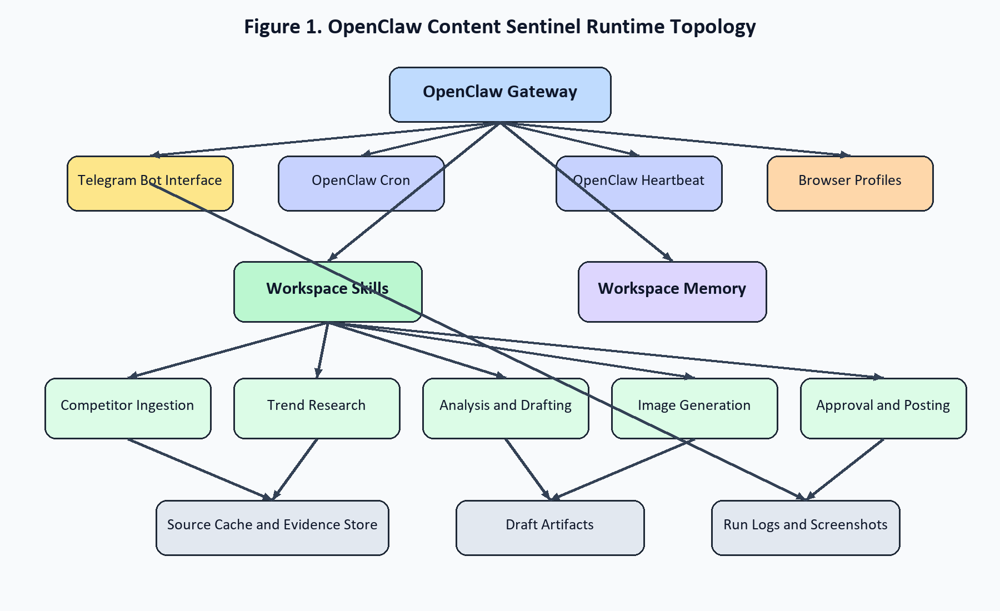 Figure 1. OpenClaw Content Sentinel Runtime Topology
OpenClaw Gateway
Telegram Bot Interface
OpenClaw Cron
OpenClaw Heartbeat
Browser Profiles
Workspace Skills
Workspace Memory
Competitor Ingestion
Trend Research
Analysis and Drafting
Image Generation
Approval and Posting
Source Cache and Evidence Store
Draft Artifacts
Run Logs and Screenshots